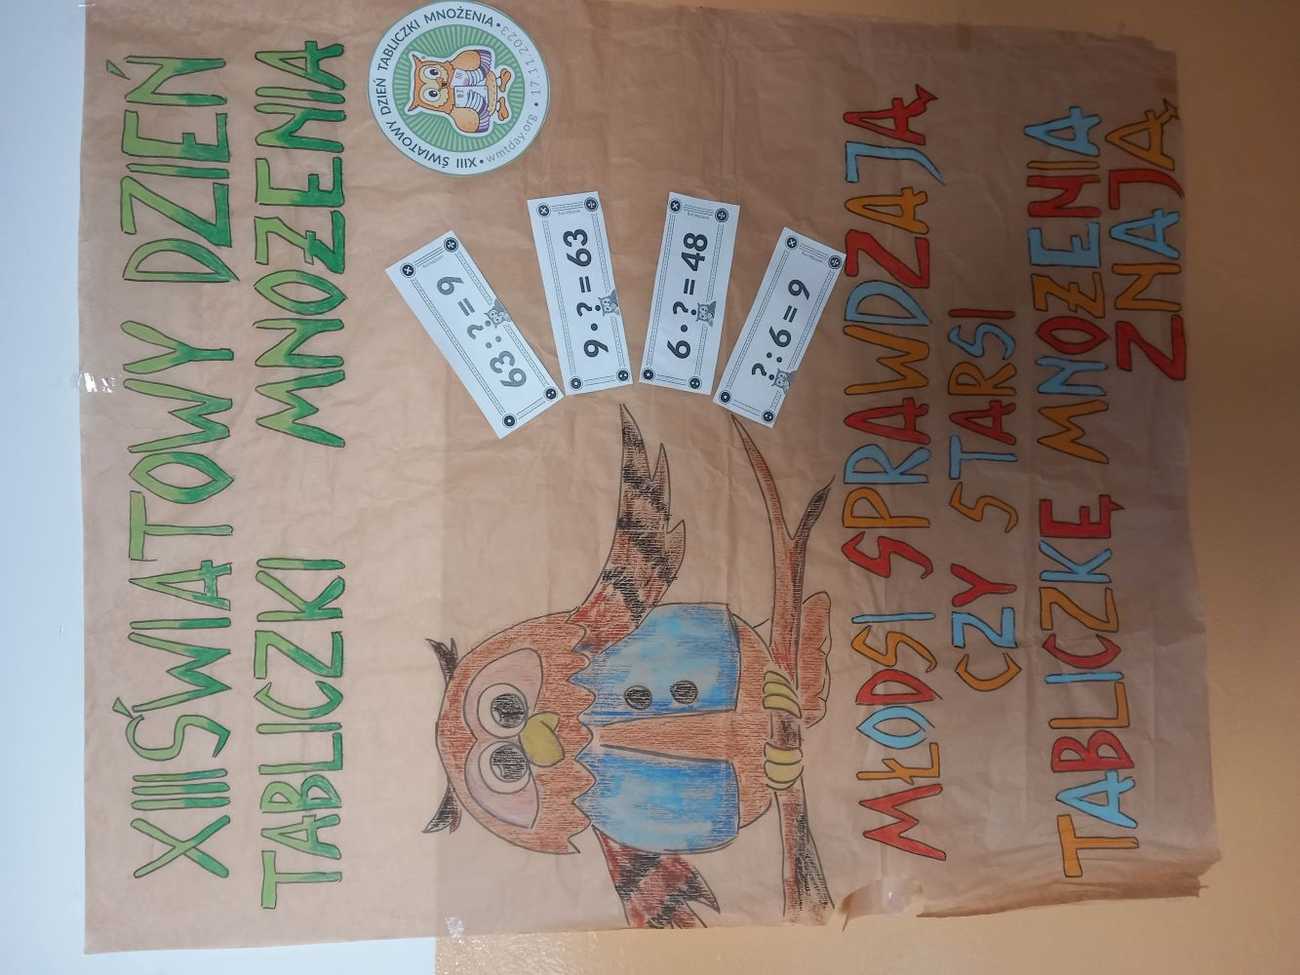 XIII ŚWIATOWY DZIEŃ
TABLICZKI MNOŻENIA
XIII ŚWIATOWY DZIEŃ TABLICZKI MNOŻENIA • 17.11.2023 • wmtday.org •
63 : ? = 9
9 • ? = 63
6 • ? = 48
? : 6 = 9
MŁODSI SPRAWDZAJĄ
CZY STARSI
TABLICZKĘ MNOŻENIA
ZNAJĄ